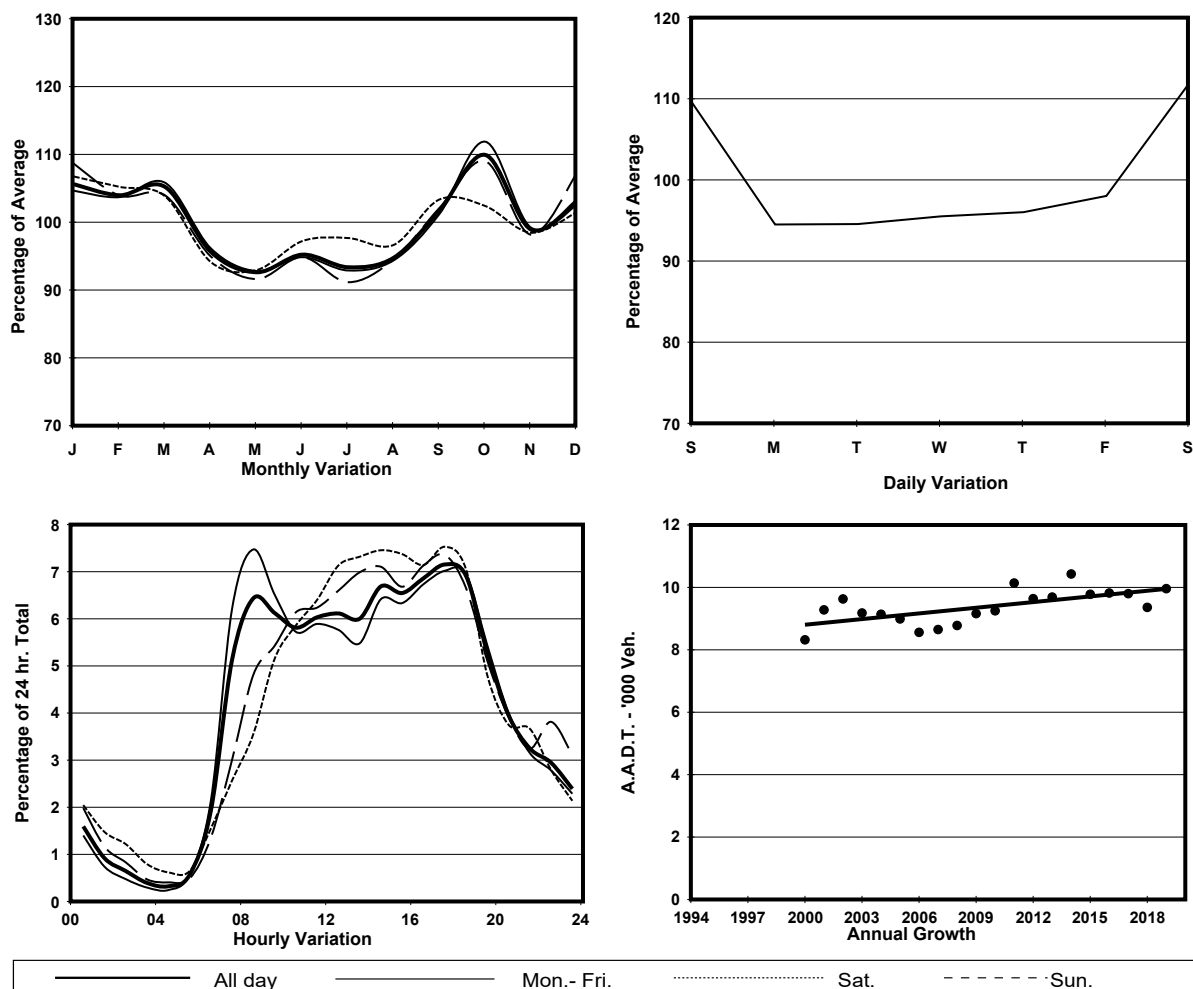 130
120
110
100
90
80
70
Percentage of Average
J F M A M J J A S O N D
Monthly Variation
120
110
100
90
80
70
Percentage of Average
S M T W T F S
Daily Variation
8
7
6
5
4
3
2
1
0
Percentage of 24 hr. Total
00 04 08 12 16 20 24
Hourly Variation
12
10
8
6
4
2
0
A.A.D.T. - '000 Veh.
1994 1997 2000 2003 2006 2009 2012 2015 2018
Annual Growth
All day Mon.- Fri. Sat. Sun.